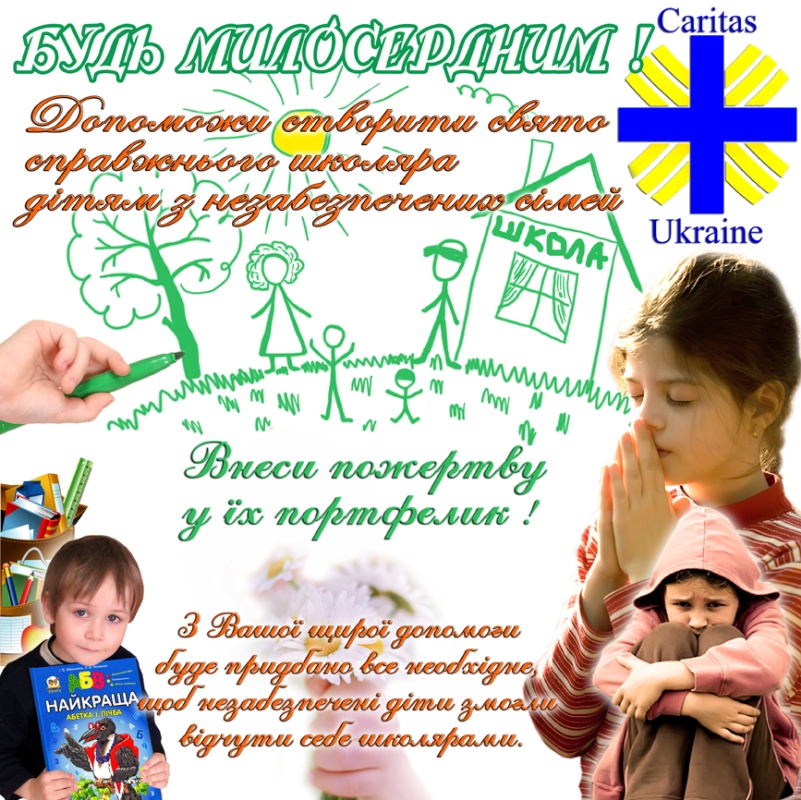 БУДЬ МИЛОСЕРДНИМ !
Caritas
Ukraine
Допоможи створити свято
справжнього школяра
дітям з незабезпечених сімей
ШКОЛА
Внеси пожертву
у їх портфелик !
З Вашої щирої допомоги
буде придбано все необхідне,
щоб незабезпечені діти змогли
відчути себе школярами.
АБВ
НАЙКРАЩА
АБЕТКА І ЛІЧБА